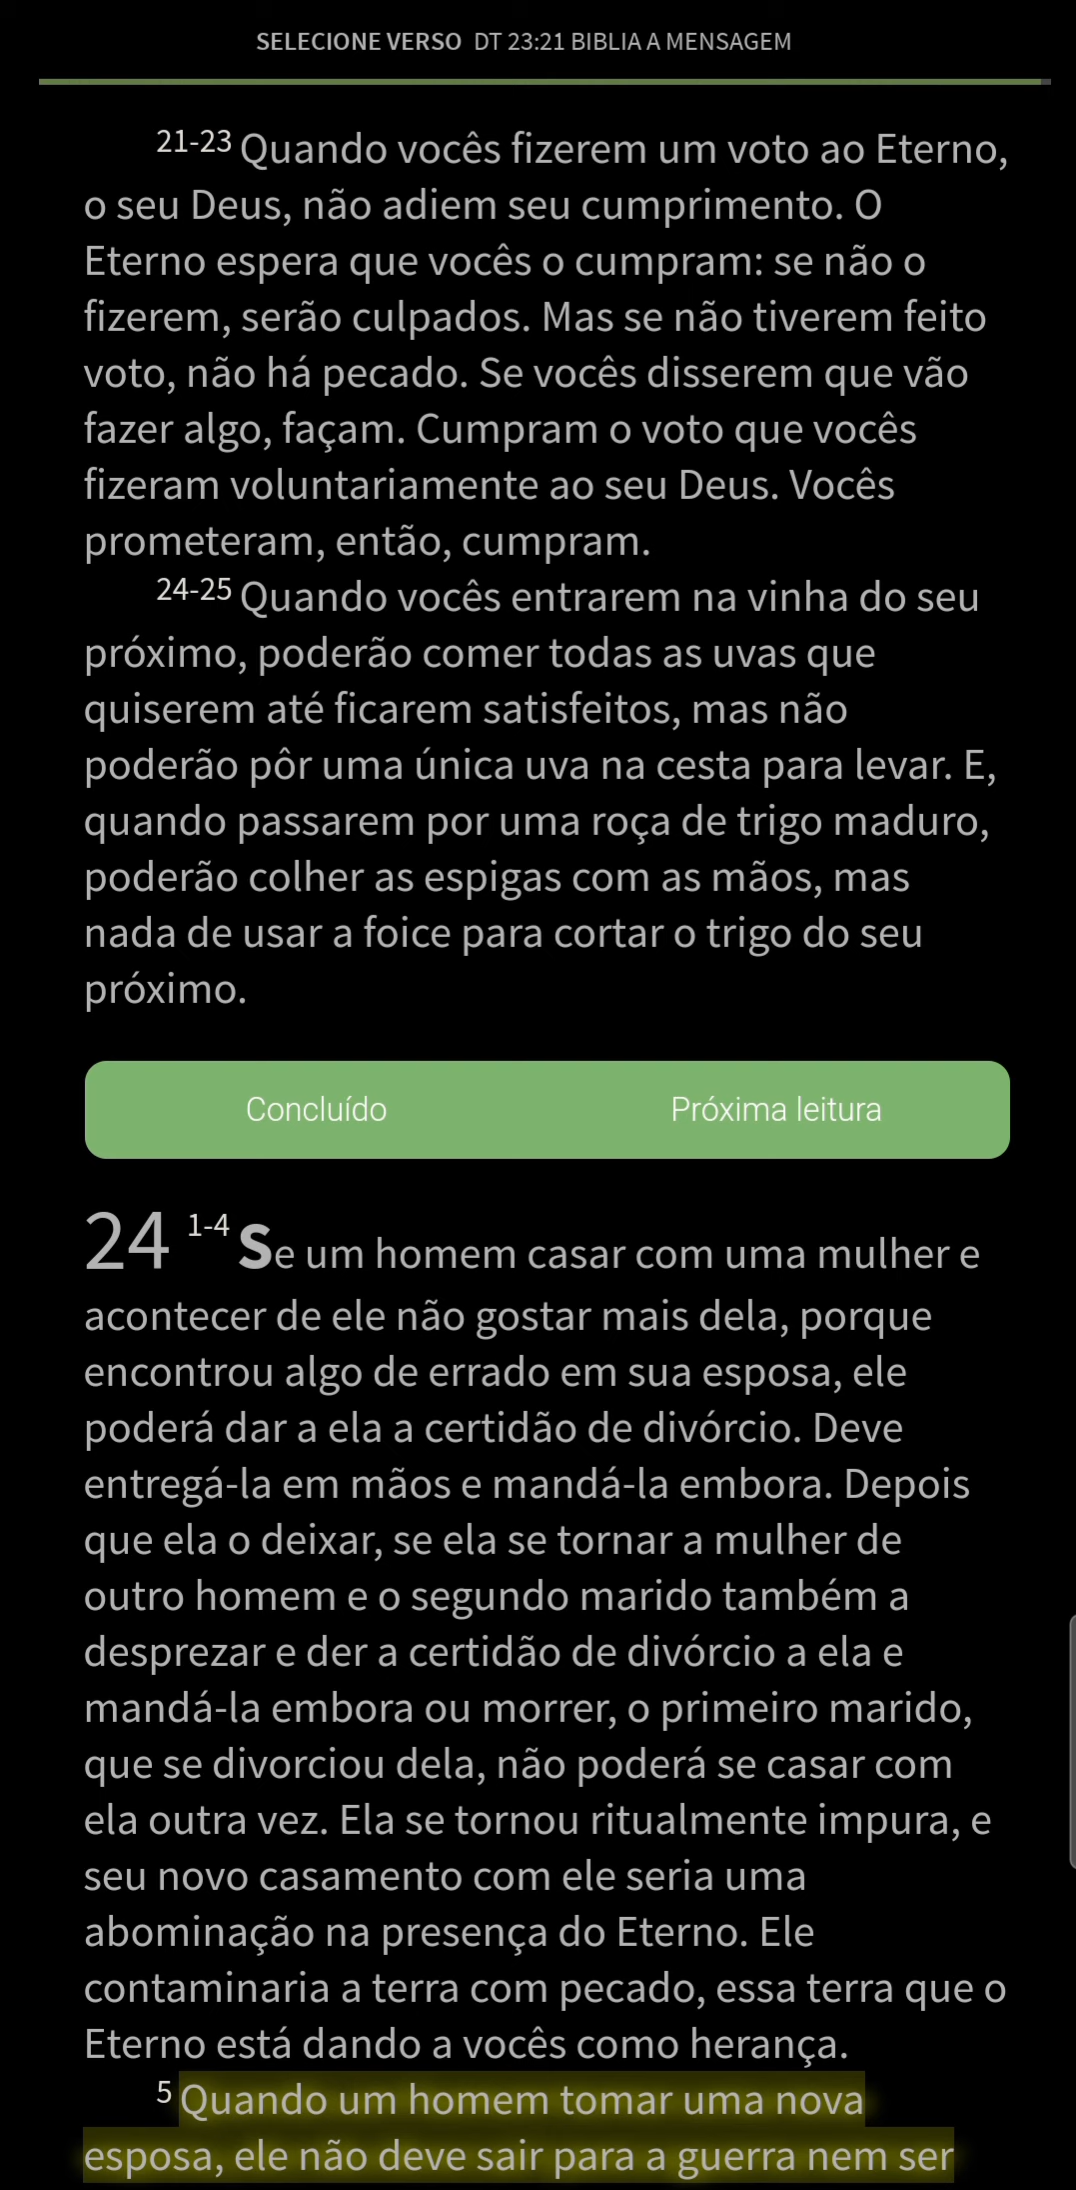 SELECIONE VERSO DT 23:21 BIBLIA A MENSAGEM
21-23 Quando vocês fizerem um voto ao Eterno,
o seu Deus, não adiem seu cumprimento. O
Eterno espera que vocês o cumpram: se não o
fizerem, serão culpados. Mas se não tiverem feito
voto, não há pecado. Se vocês disserem que vão
fazer algo, façam. Cumpram o voto que vocês
fizeram voluntariamente ao seu Deus. Vocês
prometeram, então, cumpram.
24-25 Quando vocês entrarem na vinha do seu
próximo, poderão comer todas as uvas que
quiserem até ficarem satisfeitos, mas não
poderão pôr uma única uva na cesta para levar. E,
quando passarem por uma roça de trigo maduro,
poderão colher as espigas com as mãos, mas
nada de usar a foice para cortar o trigo do seu
próximo.
Concluído Próxima leitura
24 1-4 Se um homem casar com uma mulher e
acontecer de ele não gostar mais dela, porque
encontrou algo de errado em sua esposa, ele
poderá dar a ela a certidão de divórcio. Deve
entregá-la em mãos e mandá-la embora. Depois
que ela o deixar, se ela se tornar a mulher de
outro homem e o segundo marido também a
desprezar e der a certidão de divórcio a ela e
mandá-la embora ou morrer, o primeiro marido,
que se divorciou dela, não poderá se casar com
ela outra vez. Ela se tornou ritualmente impura, e
seu novo casamento com ele seria uma
abominação na presença do Eterno. Ele
contaminaria a terra com pecado, essa terra que o
Eterno está dando a vocês como herança.
5 Quando um homem tomar uma nova
esposa, ele não deve sair para a guerra nem ser